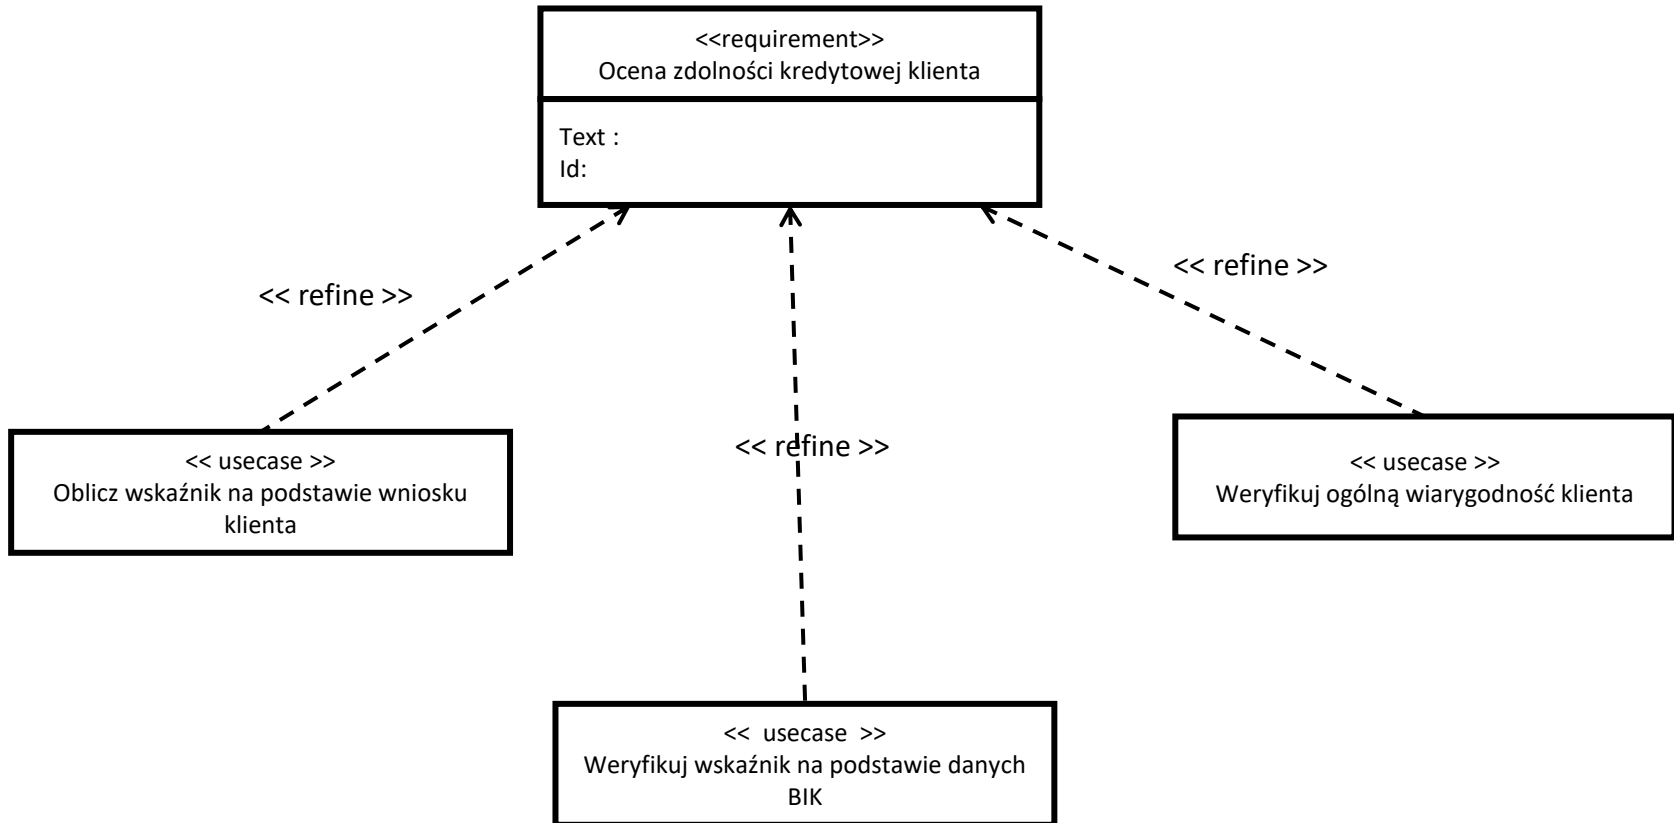 <<requirement>>
Ocena zdolności kredytowej klienta
Text :
Id:
<< refine >>
<< refine >>
<< refine >>
<< usecase >>
Oblicz wskaźnik na podstawie wniosku
klienta
<< usecase >>
Weryfikuj ogólną wiarygodność klienta
<< usecase >>
Weryfikuj wskaźnik na podstawie danych
BIK